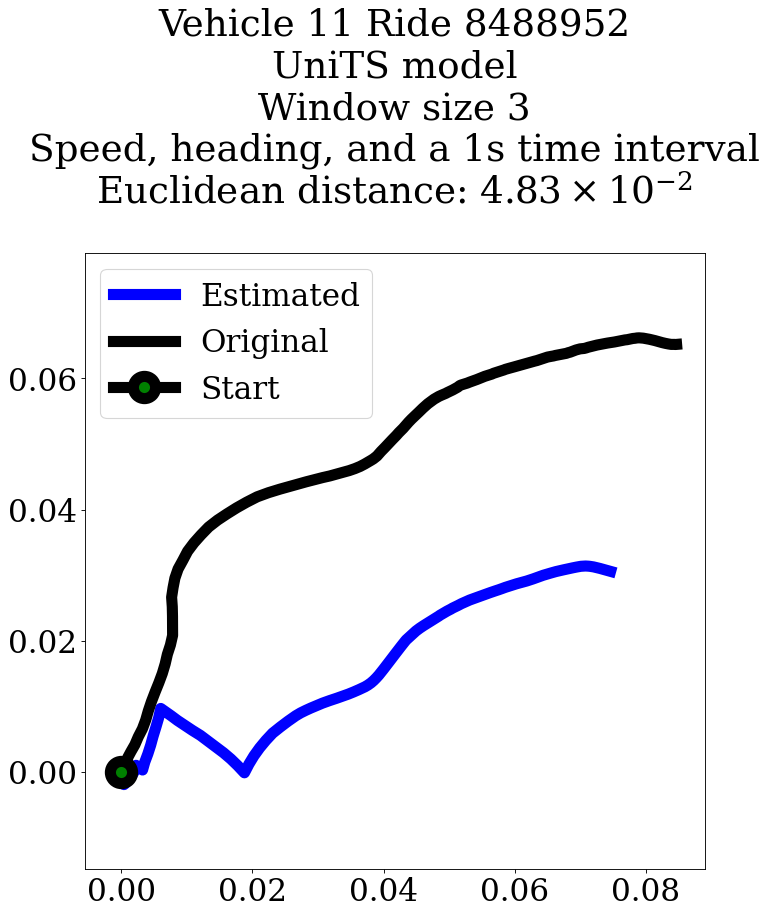 Vehicle 11 Ride 8488952
UniTS model
Window size 3
Speed, heading, and a 1s time interval
Euclidean distance: 4.83 × 10⁻²
Estimated
Original
Start
0.06
0.04
0.02
0.00
0.00 0.02 0.04 0.06 0.08